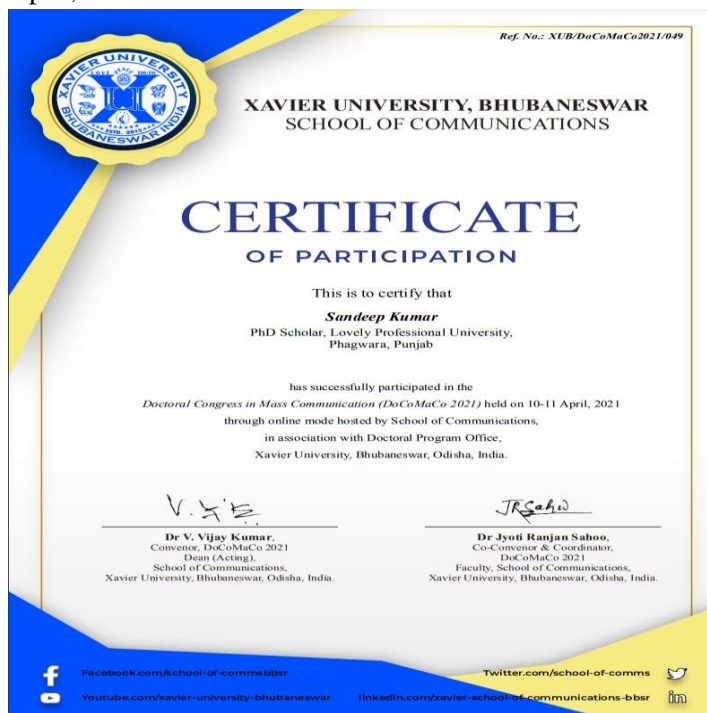 Ref. No.: XUB/DoCoMaCo2021/049
XAVIER UNIVERSITY
BHUBANESWAR INDIA
XAVIER UNIVERSITY, BHUBANESWAR
SCHOOL OF COMMUNICATIONS
CERTIFICATE
OF PARTICIPATION
This is to certify that
Sandeep Kumar
PhD Scholar, Lovely Professional University,
Phagwara, Punjab
has successfully participated in the
Doctoral Congress in Mass Communication (DoCoMaCo 2021) held on 10-11 April, 2021
through online mode hosted by School of Communications,
in association with Doctoral Program Office,
Xavier University, Bhubaneswar, Odisha, India.
JRSahoo
Dr V. Vijay Kumar,
Convenor, DoCoMaCo 2021
Dean (Acting),
School of Communications,
Xavier University, Bhubaneswar, Odisha, India.
Dr Jyoti Ranjan Sahoo,
Co-Convenor & Coordinator,
DoCoMaCo 2021
Faculty, School of Communications,
Xavier University, Bhubaneswar, Odisha, India.
Facebook.com/school-of-commsbbsr
Twitter.com/school-of-comms
Youtube.com/xavier-university-bhubaneswar
linkedin.com/xavier-school-of-communications-bbsr